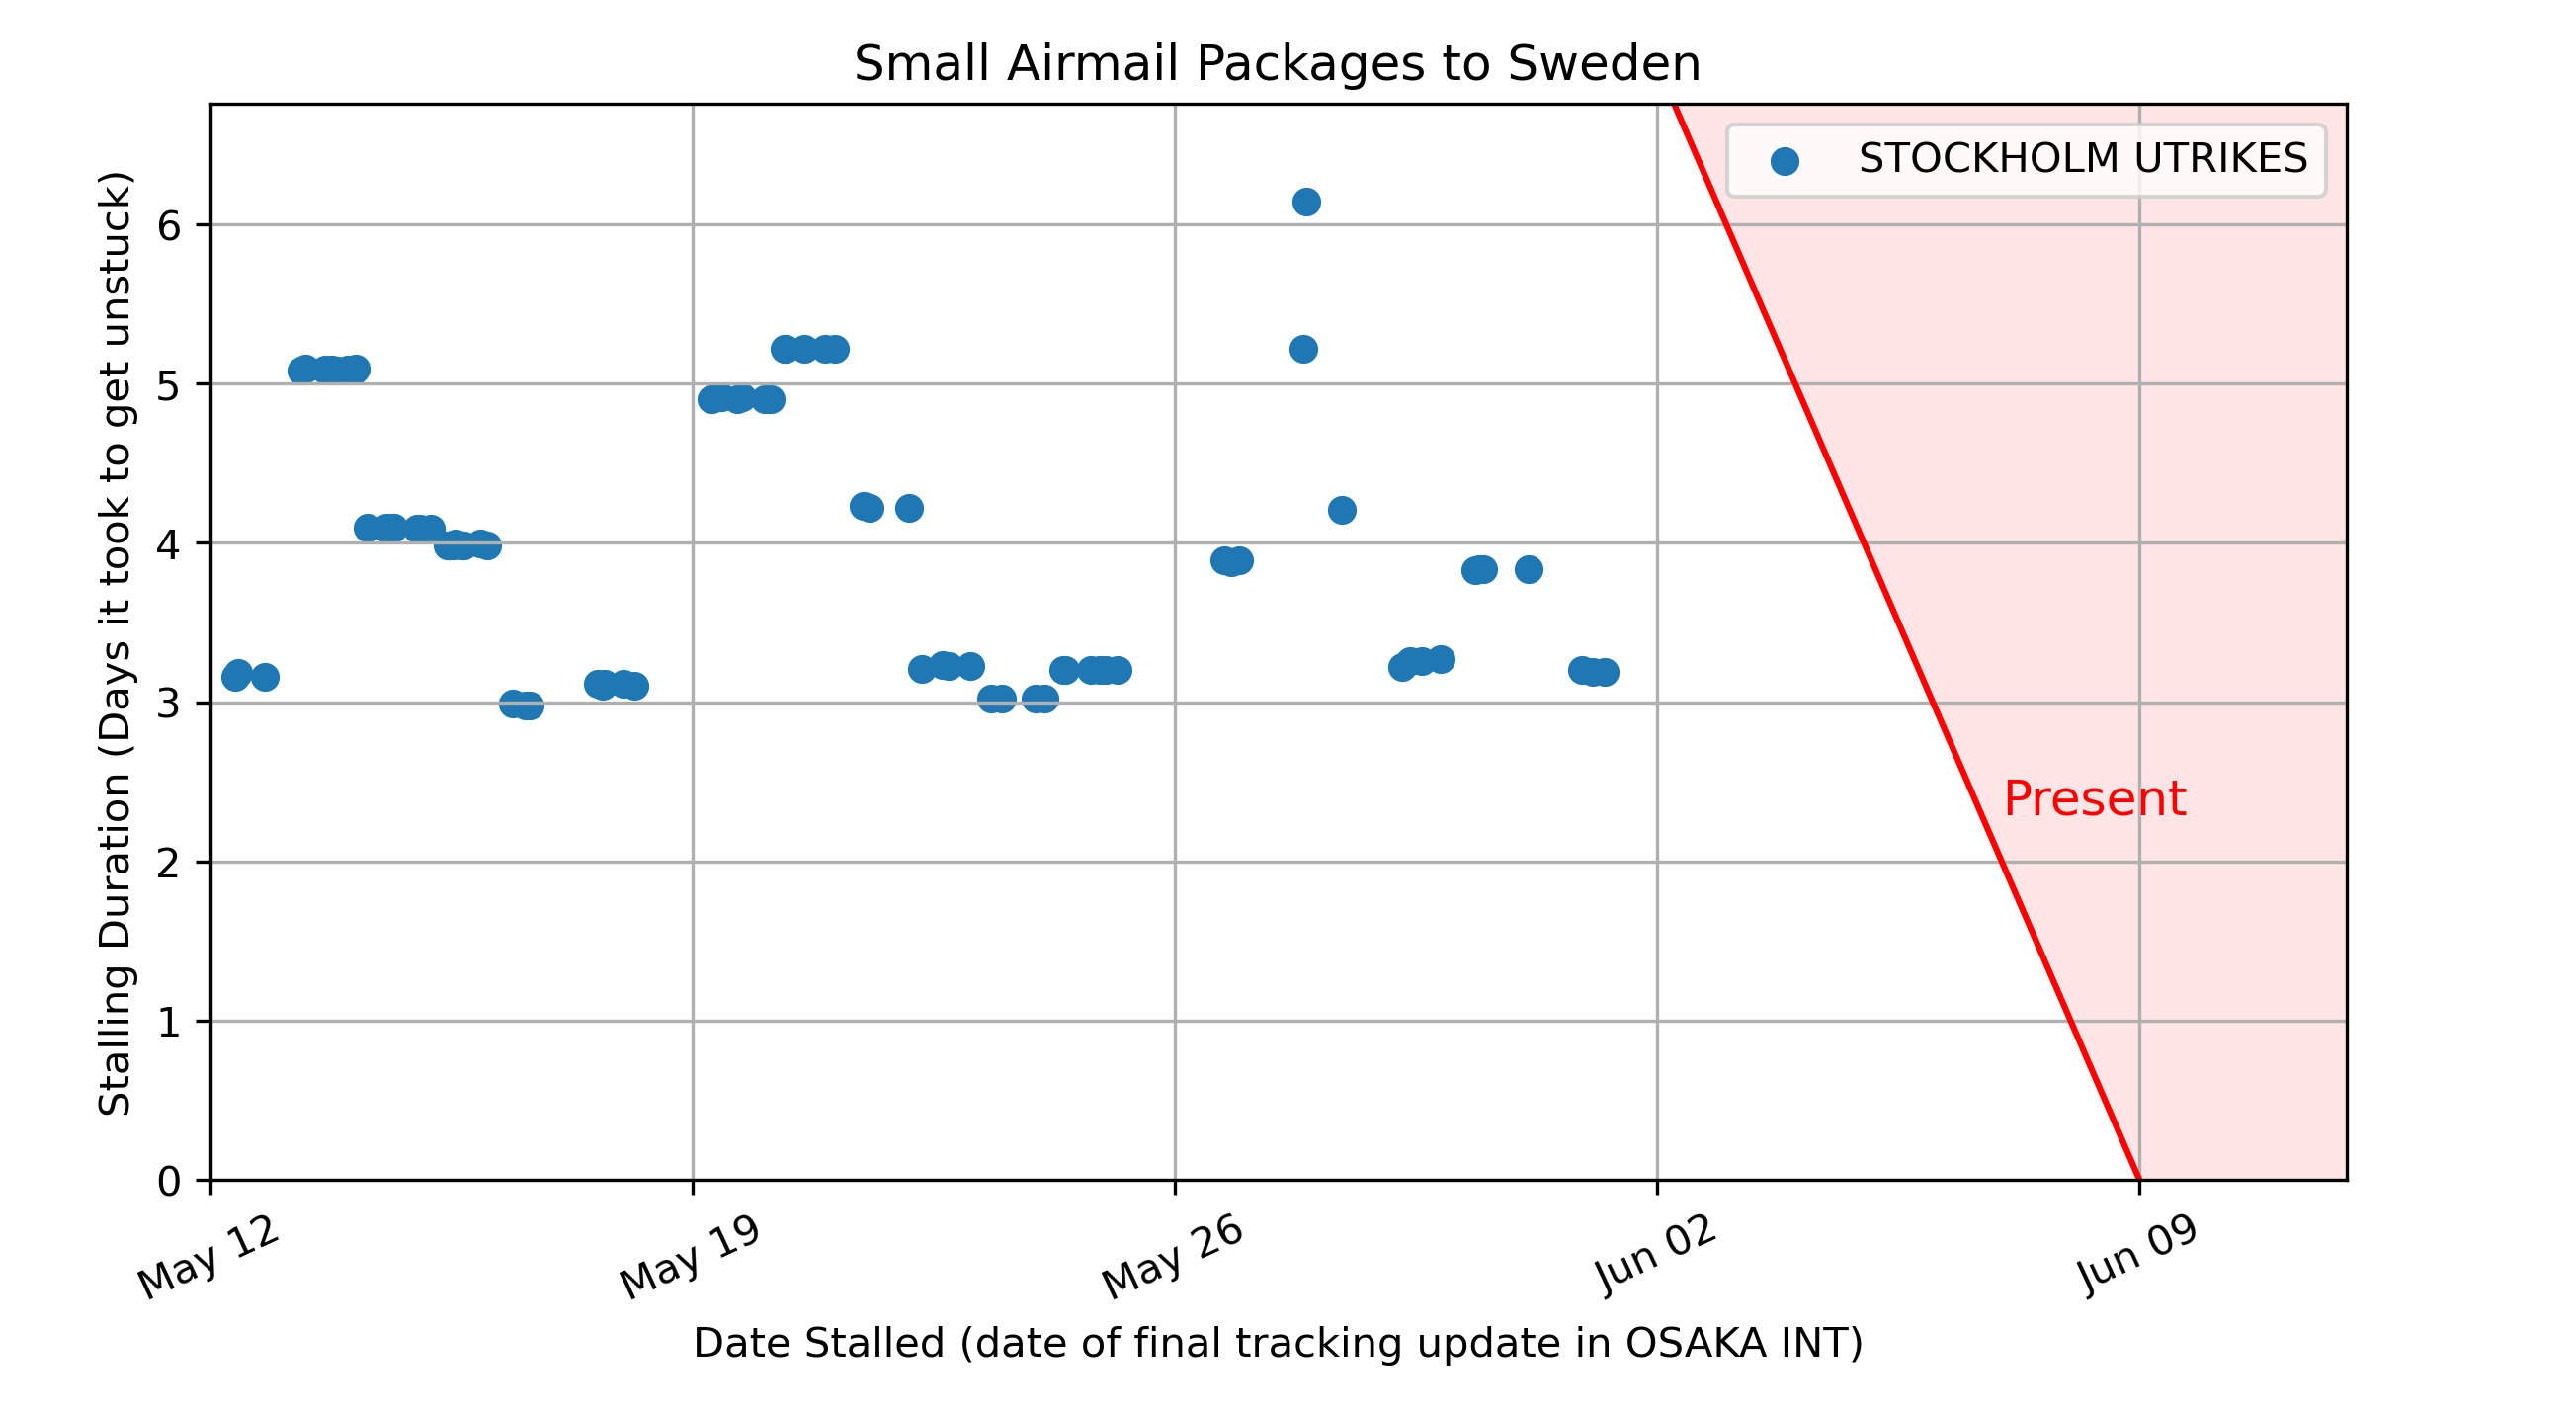 Small Airmail Packages to Sweden
STOCKHOLM UTRIKES
Stalling Duration (Days it took to get unstuck)
6
5
4
3
2
1
0
Present
May 12
May 19
May 26
Jun 02
Jun 09
Date Stalled (date of final tracking update in OSAKA INT)